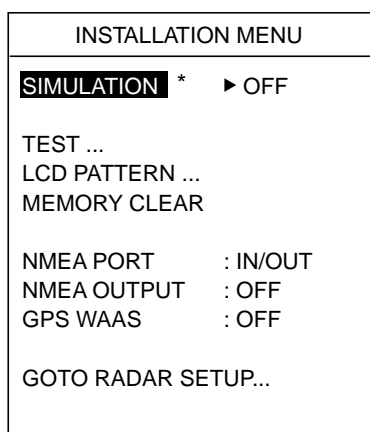 INSTALLATION MENU
SIMULATION * ▶ OFF
TEST ...
LCD PATTERN ...
MEMORY CLEAR
NMEA PORT : IN/OUT
NMEA OUTPUT : OFF
GPS WAAS : OFF
GOTO RADAR SETUP...